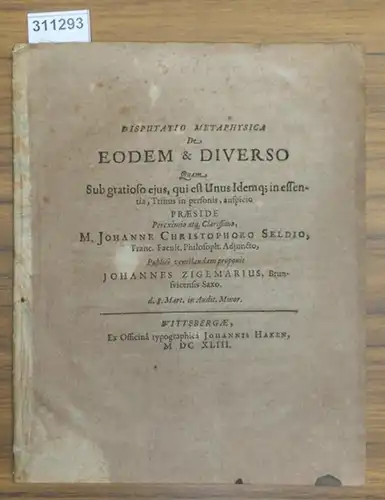 311293
DISPUTATIO METAPHYSICA
De
EODEM & DIVERSO
Quam
Sub gratioso ejus, qui est Unus Idemq; in essen-
tia, Trinus in personis, auspicio
PRÆSIDE
Pereximio atq; Clarissimo,
M. JOHANNE CHRISTOPHORO SELDIO,
Franc. Facult. Philosoph. Adjuncto,
Publicè ventilandam proponit
JOHANNES ZIGEMARIUS, Brun-
svicensis Saxo.
d. 8. Mart. in Audit. Minor.
WITTEBERGÆ,
Ex Officinâ typographicâ JOHANNIS HAKEN,
M DC XLIII.